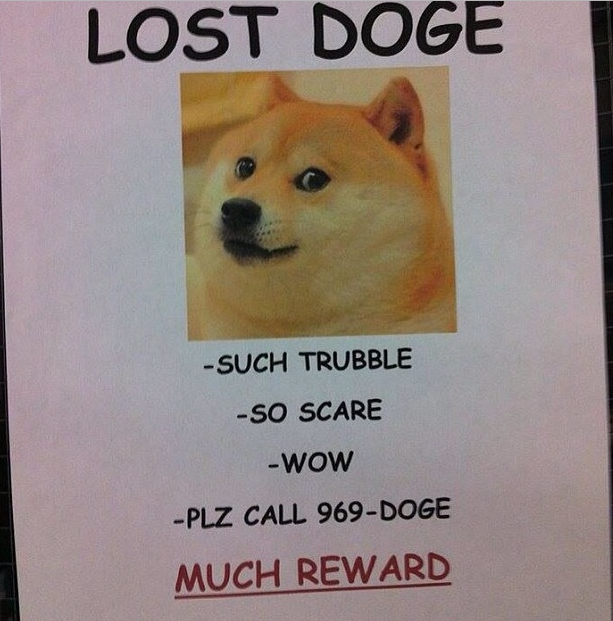 LOST DOGE
-SUCH TRUBBLE
-SO SCARE
-WOW
-PLZ CALL 969-DOGE
MUCH REWARD